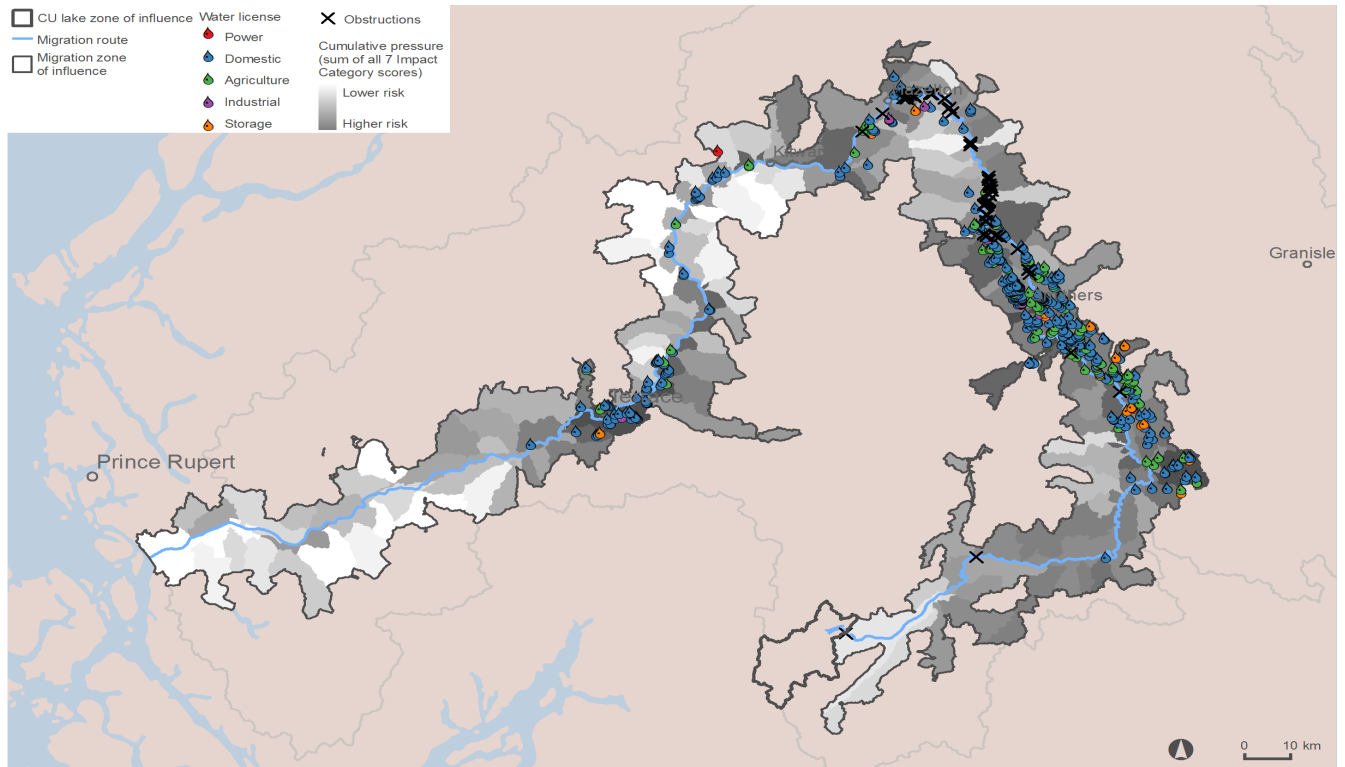 CU lake zone of influence
Migration route
Migration zone
of influence
Water license
Power
Domestic
Agriculture
Industrial
Storage
Obstructions
Cumulative pressure
(sum of all 7 Impact
Category scores)
Lower risk
Higher risk
Granisle
Terrace
Prince Rupert
0 10 km